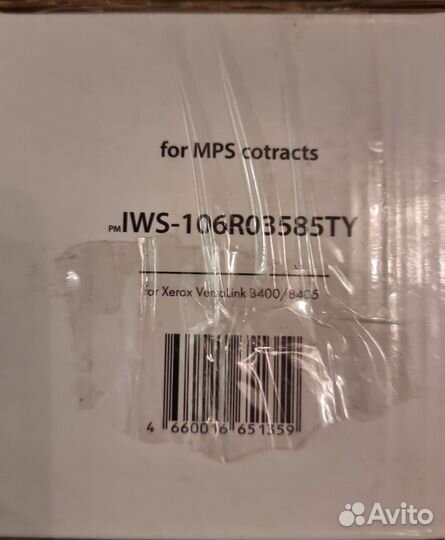 for MPS cotracts
PM IWS-106R03585TY
for Xerox VersaLink B400/B405
4 660016 651359
Avito